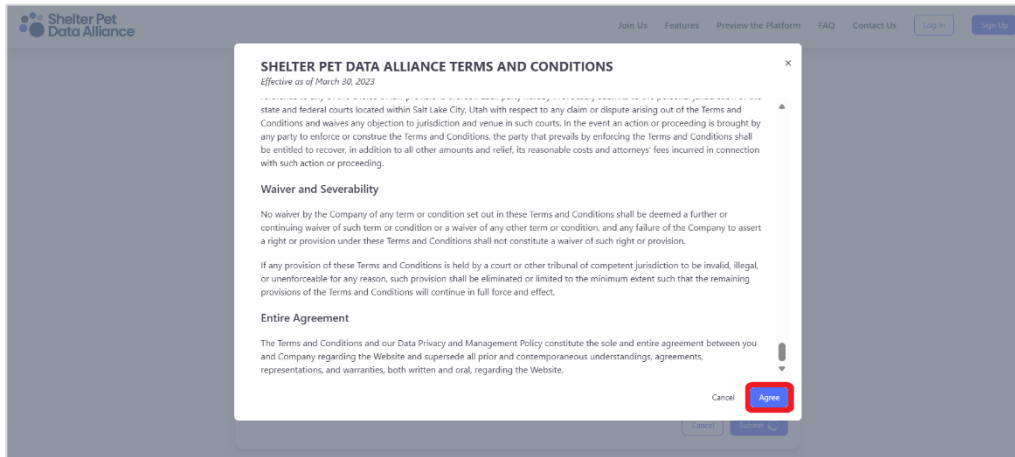 Shelter Pet
Data Alliance
Join Us Features Preview the Platform FAQ Contact Us Log In Sign Up
SHELTER PET DATA ALLIANCE TERMS AND CONDITIONS
×
Effective as of March 30, 2023
state and federal courts located within Salt Lake City, Utah with respect to any claim or dispute arising out of the Terms and
Conditions and waives any objection to jurisdiction and venue in such courts. In the event an action or proceeding is brought by
any party to enforce or construe the Terms and Conditions, the party that prevails by enforcing the Terms and Conditions shall
be entitled to recover, in addition to all other amounts and relief, its reasonable costs and attorneys' fees incurred in connection
with such action or proceeding.
Waiver and Severability
No waiver by the Company of any term or condition set out in these Terms and Conditions shall be deemed a further or
continuing waiver of such term or condition or a waiver of any other term or condition, and any failure of the Company to assert
a right or provision under these Terms and Conditions shall not constitute a waiver of such right or provision.
If any provision of these Terms and Conditions is held by a court or other tribunal of competent jurisdiction to be invalid, illegal,
or unenforceable for any reason, such provision shall be eliminated or limited to the minimum extent such that the remaining
provisions of the Terms and Conditions will continue in full force and effect.
Entire Agreement
The Terms and Conditions and our Data Privacy and Management Policy constitute the sole and entire agreement between you
and Company regarding the Website and supersede all prior and contemporaneous understandings, agreements,
representations, and warranties, both written and oral, regarding the Website.
Cancel Agree
Cancel Submit